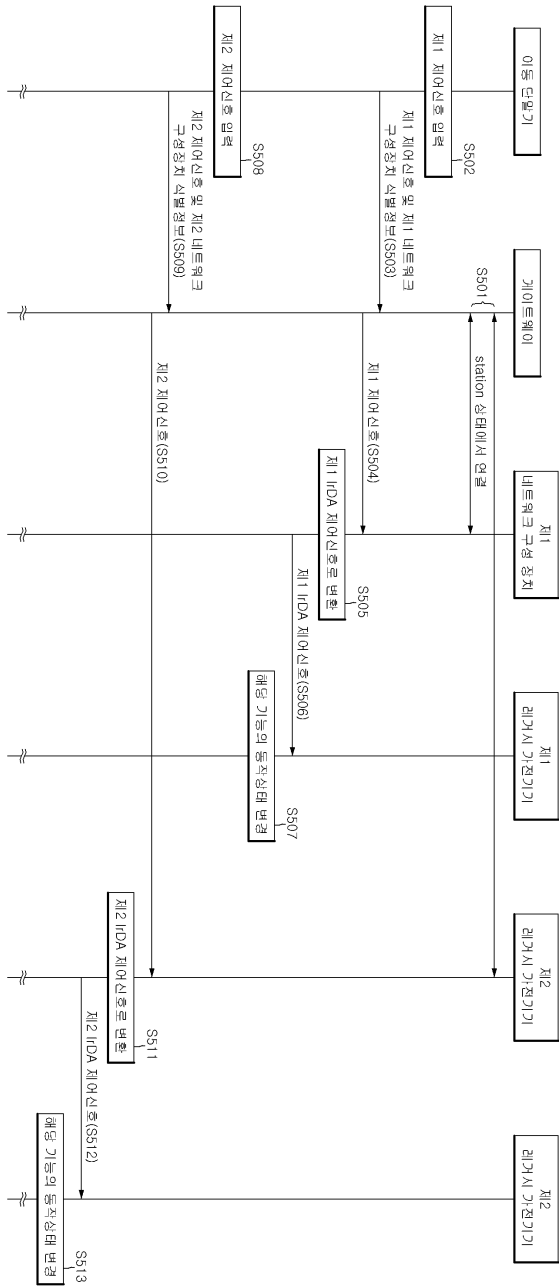 이동 단말기
게이트웨이
제1
네트워크 구성 장치
제1
레거시 가전기기
제2
레거시 가전기기
제2
레거시 가전기기
S501
station 상태에서 연결
제1 제어신호 입력
S502
제1 제어신호 및 제1 네트워크
구성장치 식별정보(S503)
제1 제어신호(S504)
제1 IrDA 제어신호로 변환
S505
제1 IrDA 제어신호(S506)
해당 기능의 동작상태 변경
S507
제2 제어신호 입력
S508
제2 제어신호 및 제2 네트워크
구성장치 식별정보(S509)
제2 제어신호(S510)
제2 IrDA 제어신호로 변환
S511
제2 IrDA 제어신호(S512)
해당 기능의 동작상태 변경
S513